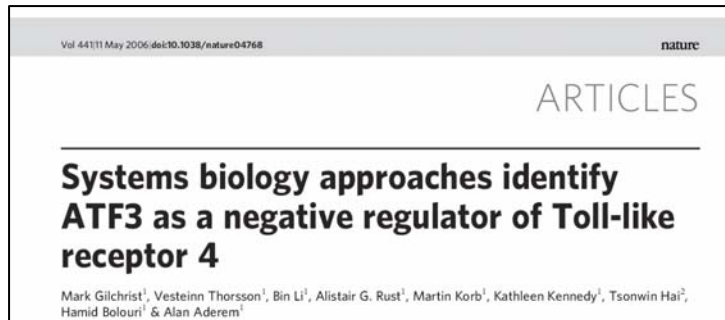 Vol 441|11 May 2006|doi:10.1038/nature04768
nature
ARTICLES
Systems biology approaches identify
ATF3 as a negative regulator of Toll-like
receptor 4
Mark Gilchrist¹, Vesteinn Thorsson¹, Bin Li¹, Alistair G. Rust¹, Martin Korb¹, Kathleen Kennedy¹, Tsonwin Hai²,
Hamid Bolouri¹ & Alan Aderem¹